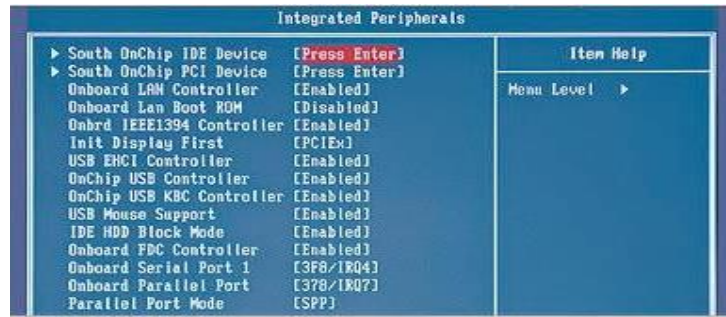 Integrated Peripherals
▶ South OnChip IDE Device [Press Enter]
▶ South OnChip PCI Device [Press Enter]
Onboard LAN Controller [Enabled]
Onboard Lan Boot ROM [Disabled]
Onbrd IEEE1394 Controller [Enabled]
Init Display First [PCIEx]
USB EHCI Controller [Enabled]
OnChip USB Controller [Enabled]
OnChip USB KBC Controller [Enabled]
USB Mouse Support [Enabled]
IDE HDD Block Mode [Enabled]
Onboard FDC Controller [Enabled]
Onboard Serial Port 1 [3F8/IRQ4]
Onboard Parallel Port [378/IRQ7]
Parallel Port Mode [SPP]
Item Help
Menu Level ▶